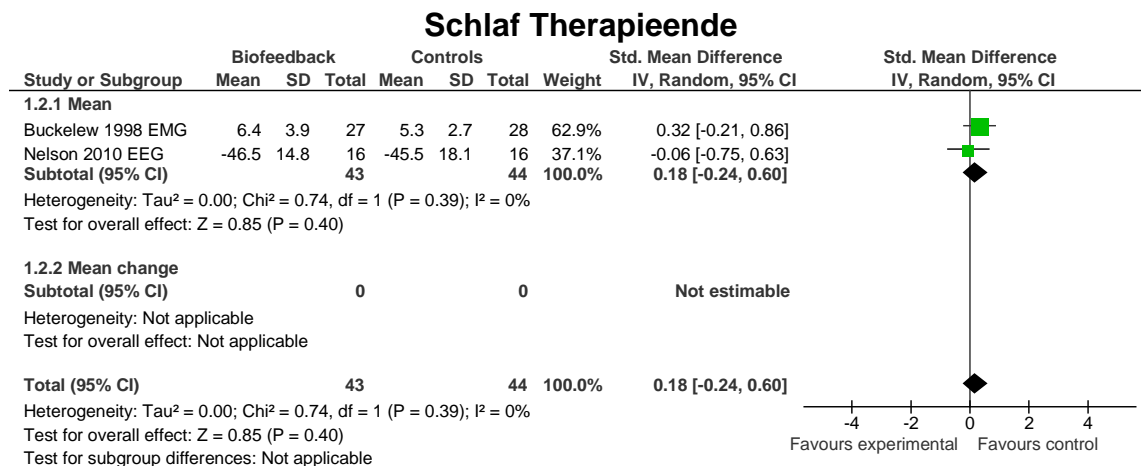 Schlaf Therapieende
Biofeedback Controls Std. Mean Difference Std. Mean Difference
Study or Subgroup Mean SD Total Mean SD Total Weight IV, Random, 95% CI IV, Random, 95% CI
1.2.1 Mean
Buckelew 1998 EMG 6.4 3.9 27 5.3 2.7 28 62.9% 0.32 [-0.21, 0.86]
Nelson 2010 EEG -46.5 14.8 16 -45.5 18.1 16 37.1% -0.06 [-0.75, 0.63]
Subtotal (95% CI) 43 44 100.0% 0.18 [-0.24, 0.60]
Heterogeneity: Tau² = 0.00; Chi² = 0.74, df = 1 (P = 0.39); I² = 0%
Test for overall effect: Z = 0.85 (P = 0.40)
1.2.2 Mean change
Subtotal (95% CI) 0 0 Not estimable
Heterogeneity: Not applicable
Test for overall effect: Not applicable
Total (95% CI) 43 44 100.0% 0.18 [-0.24, 0.60]
Heterogeneity: Tau² = 0.00; Chi² = 0.74, df = 1 (P = 0.39); I² = 0%
Test for overall effect: Z = 0.85 (P = 0.40)
Test for subgroup differences: Not applicable
-4 -2 0 2 4
Favours experimental Favours control